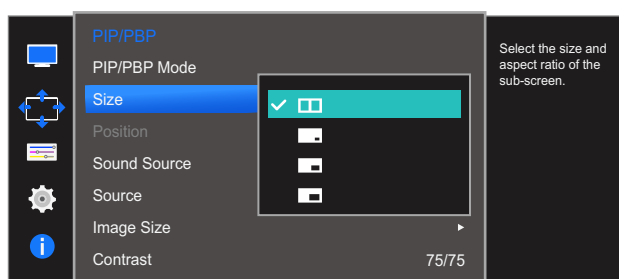 PIP/PBP
PIP/PBP Mode
Size
Position
Sound Source
Source
Image Size
Contrast 75/75
Select the size and
aspect ratio of the
sub-screen.